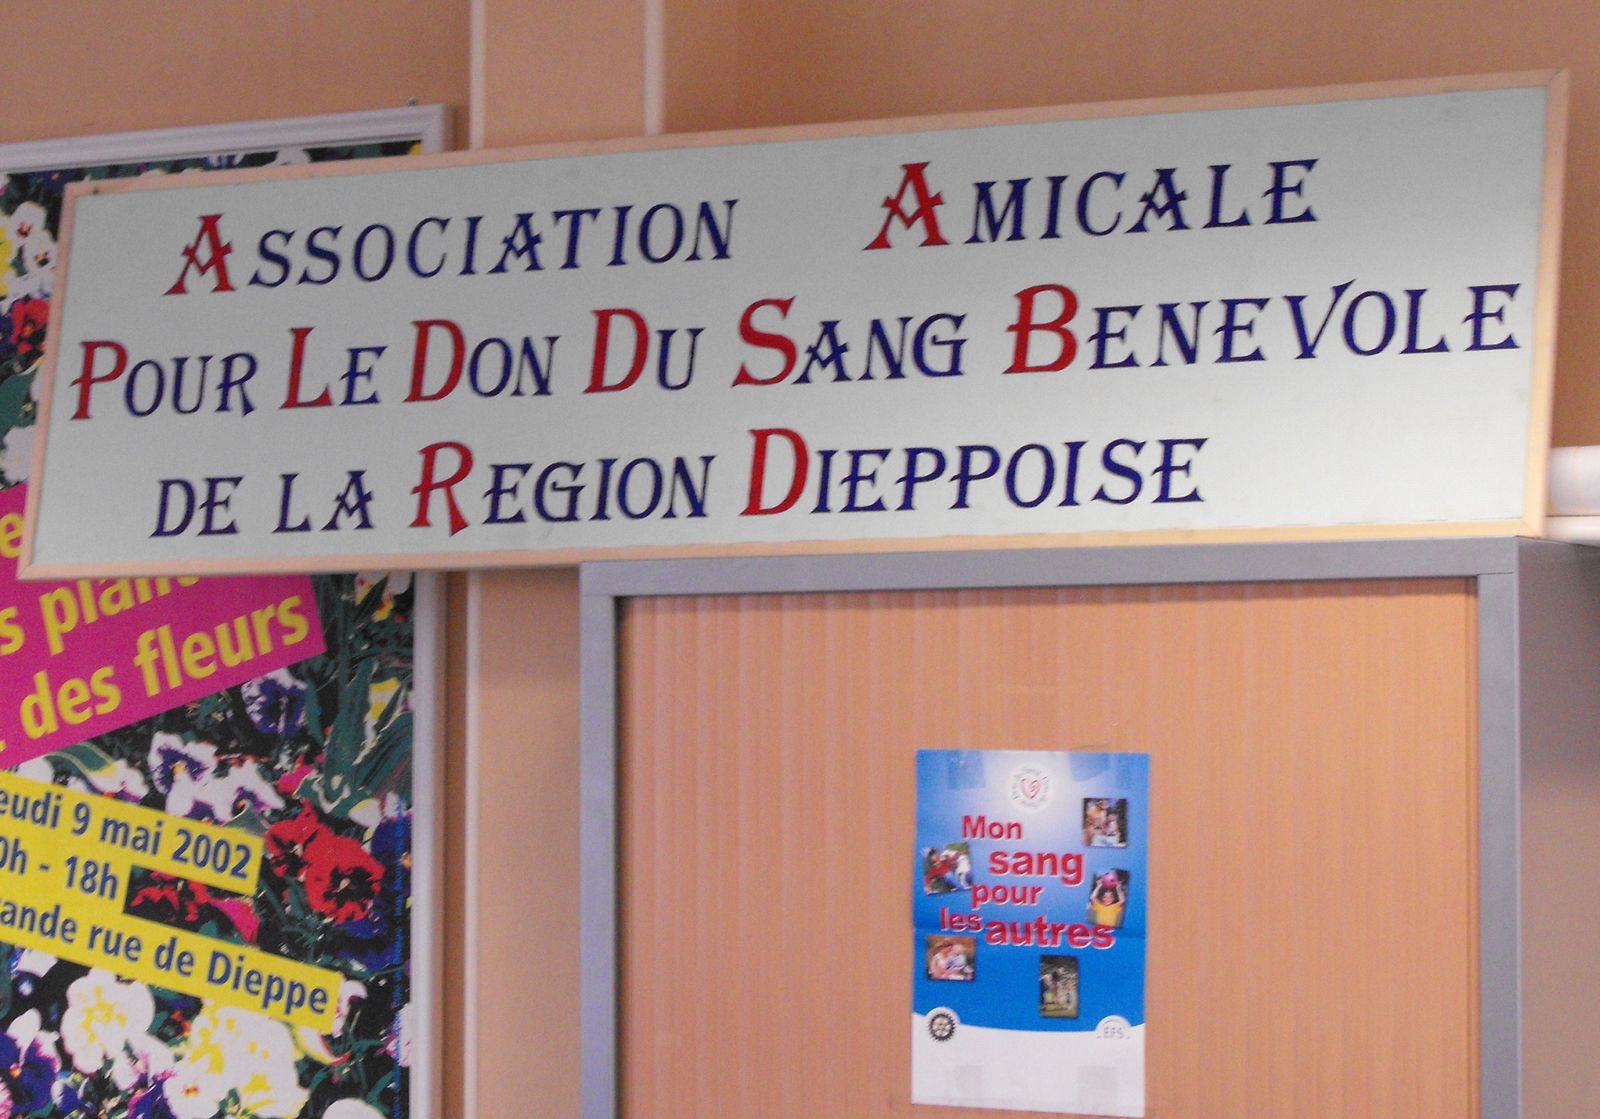 ASSOCIATION AMICALE
POUR LE DON DU SANG BENEVOLE
DE LA REGION DIEPPOISE
des fleurs
eudi 9 mai 2002
0h - 18h
ande rue de Dieppe
Mon
sang
pour
les autres
EFS